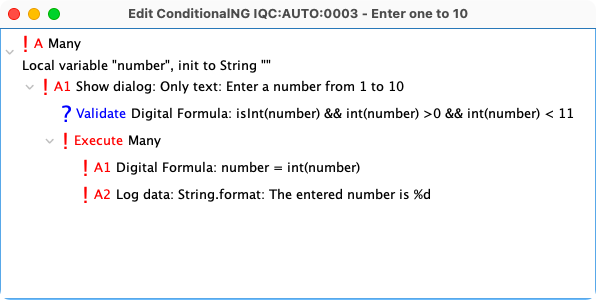 Edit ConditionalNG IQC:AUTO:0003 - Enter one to 10
! A Many
Local variable "number", init to String ""
! A1 Show dialog: Only text: Enter a number from 1 to 10
? Validate Digital Formula: isInt(number) && int(number) >0 && int(number) < 11
! Execute Many
! A1 Digital Formula: number = int(number)
! A2 Log data: String.format: The entered number is %d